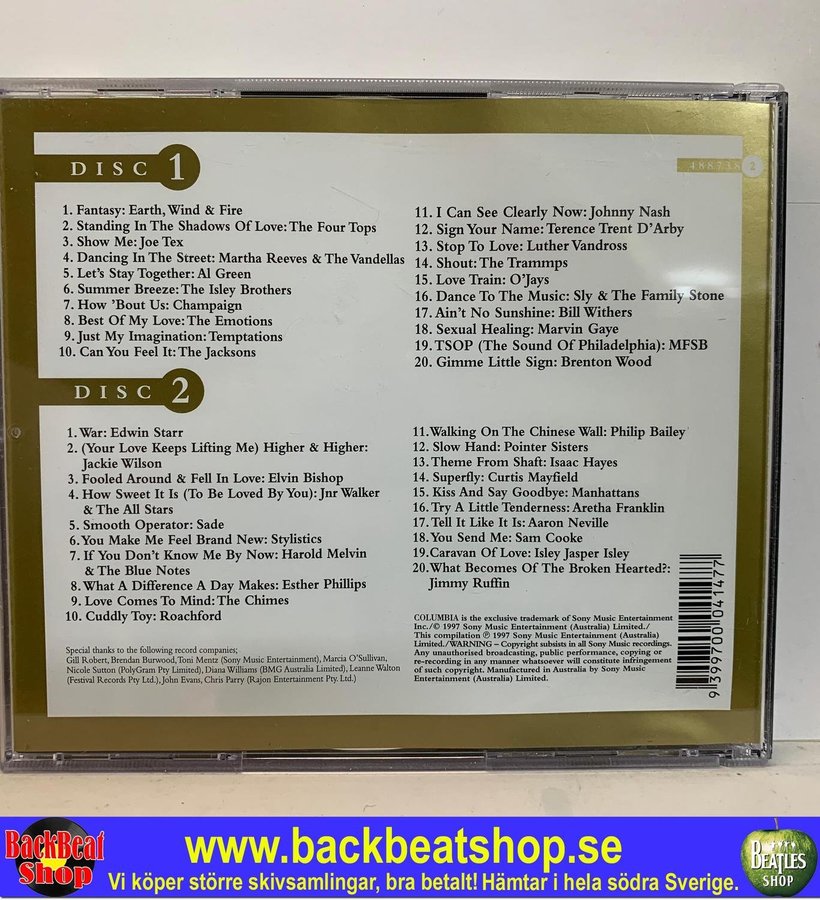 DISC 1
488738 2
1. Fantasy: Earth, Wind & Fire
2. Standing In The Shadows Of Love: The Four Tops
3. Show Me: Joe Tex
4. Dancing In The Street: Martha Reeves & The Vandellas
5. Let's Stay Together: Al Green
6. Summer Breeze: The Isley Brothers
7. How 'Bout Us: Champaign
8. Best Of My Love: The Emotions
9. Just My Imagination: Temptations
10. Can You Feel It: The Jacksons
11. I Can See Clearly Now: Johnny Nash
12. Sign Your Name: Terence Trent D'Arby
13. Stop To Love: Luther Vandross
14. Shout: The Trammps
15. Love Train: O'Jays
16. Dance To The Music: Sly & The Family Stone
17. Ain't No Sunshine: Bill Withers
18. Sexual Healing: Marvin Gaye
19. TSOP (The Sound Of Philadelphia): MFSB
20. Gimme Little Sign: Brenton Wood
DISC 2
1. War: Edwin Starr
2. (Your Love Keeps Lifting Me) Higher & Higher:
Jackie Wilson
3. Fooled Around & Fell In Love: Elvin Bishop
4. How Sweet It Is (To Be Loved By You): Jnr Walker
& The All Stars
5. Smooth Operator: Sade
6. You Make Me Feel Brand New: Stylistics
7. If You Don't Know Me By Now: Harold Melvin
& The Blue Notes
8. What A Difference A Day Makes: Esther Phillips
9. Love Comes To Mind: The Chimes
10. Cuddly Toy: Roachford
11. Walking On The Chinese Wall: Philip Bailey
12. Slow Hand: Pointer Sisters
13. Theme From Shaft: Isaac Hayes
14. Superfly: Curtis Mayfield
15. Kiss And Say Goodbye: Manhattans
16. Try A Little Tenderness: Aretha Franklin
17. Tell It Like It Is: Aaron Neville
18. You Send Me: Sam Cooke
19. Caravan Of Love: Isley Jasper Isley
20. What Becomes Of The Broken Hearted?:
Jimmy Ruffin
Special thanks to the following record companies;
Gill Robert, Brendan Burwood, Toni Mentz (Sony Music Entertainment), Marcia O'Sullivan,
Nicole Sutton (PolyGram Pty Limited), Diana Williams (BMG Australia Limited), Leanne Walton
(Festival Records Pty Ltd.), John Evans, Chris Parry (Rajon Entertainment Pty. Ltd.)
COLUMBIA is the exclusive trademark of Sony Music Entertainment
Inc./© 1997 Sony Music Entertainment (Australia) Limited./
This compilation ℗ 1997 Sony Music Entertainment (Australia)
Limited./WARNING – Copyright subsists in all Sony Music recordings.
Any unauthorised broadcasting, public performance, copying or
re-recording in any manner whatsoever will constitute infringement
of such copyright. Manufactured in Australia by Sony Music
Entertainment (Australia) Limited.
9 399700 041477
BackBeat
Shop
www.backbeatshop.se
Vi köper större skivsamlingar, bra betalt! Hämtar i hela södra Sverige.
BEATLES
SHOP